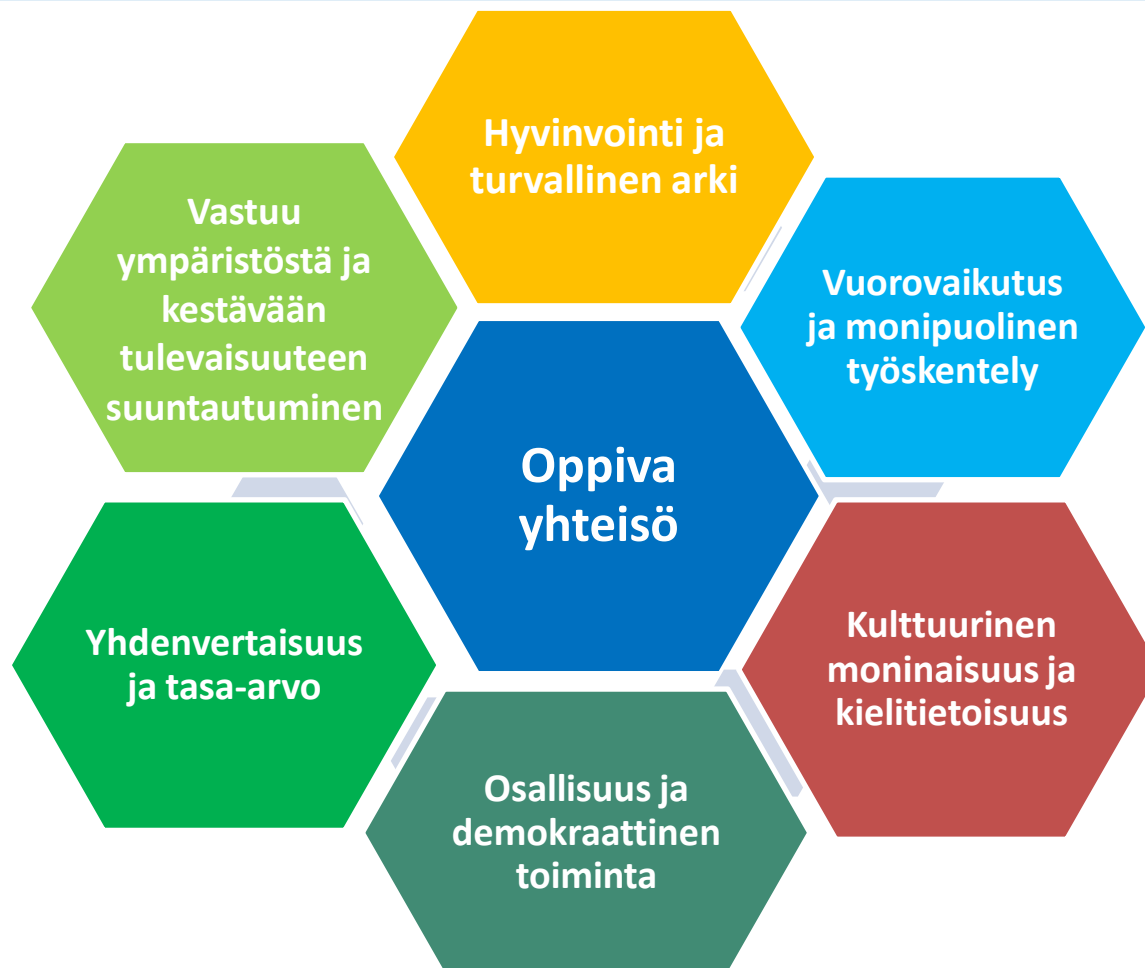 Hyvinvointi ja
turvallinen arki
Vastuu
ympäristöstä ja
kestävään
tulevaisuuteen
suuntautuminen
Vuorovaikutus
ja monipuolinen
työskentely
Oppiva
yhteisö
Yhdenvertaisuus
ja tasa-arvo
Kulttuurinen
moninaisuus ja
kielitietoisuus
Osallisuus ja
demokraattinen
toiminta